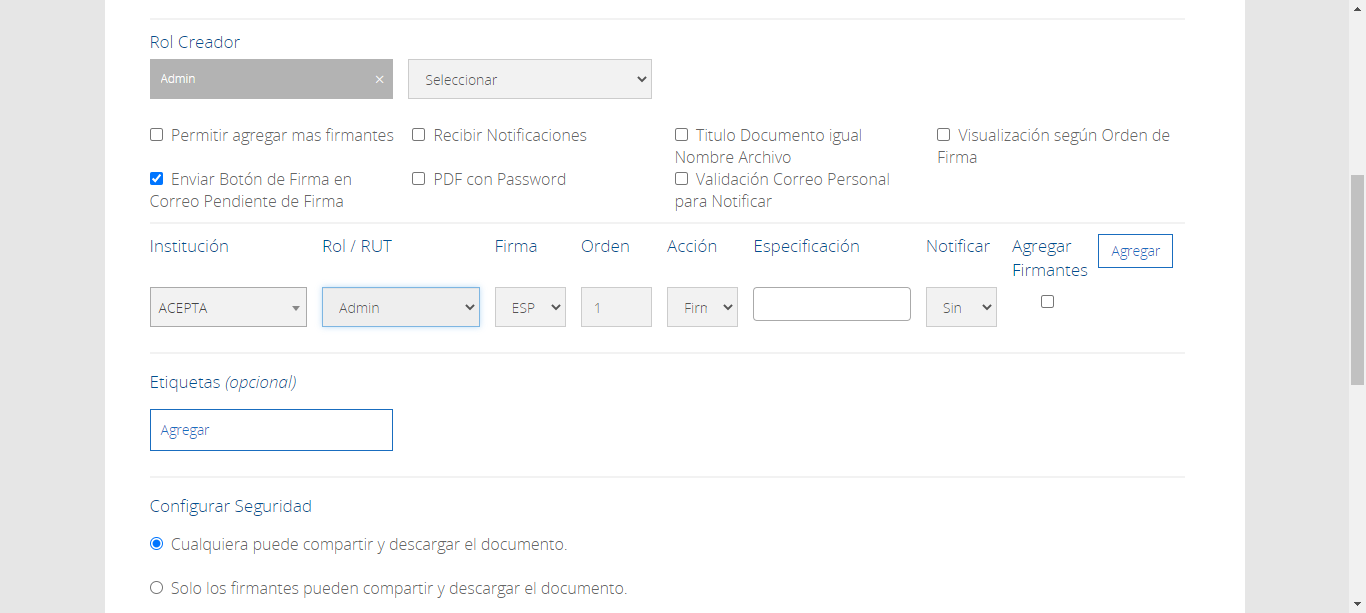 Rol Creador
Admin ×
Seleccionar
Permitir agregar mas firmantes
Recibir Notificaciones
Titulo Documento igual
Nombre Archivo
Visualización según Orden de
Firma
Enviar Botón de Firma en
Correo Pendiente de Firma
PDF con Password
Validación Correo Personal
para Notificar
Institución
Rol / RUT
Firma
Orden
Acción
Especificación
Notificar
Agregar
Firmantes
Agregar
ACEPTA
Admin
ESP
1
Firn
Sin
Etiquetas (opcional)
Agregar
Configurar Seguridad
Cualquiera puede compartir y descargar el documento.
Solo los firmantes pueden compartir y descargar el documento.